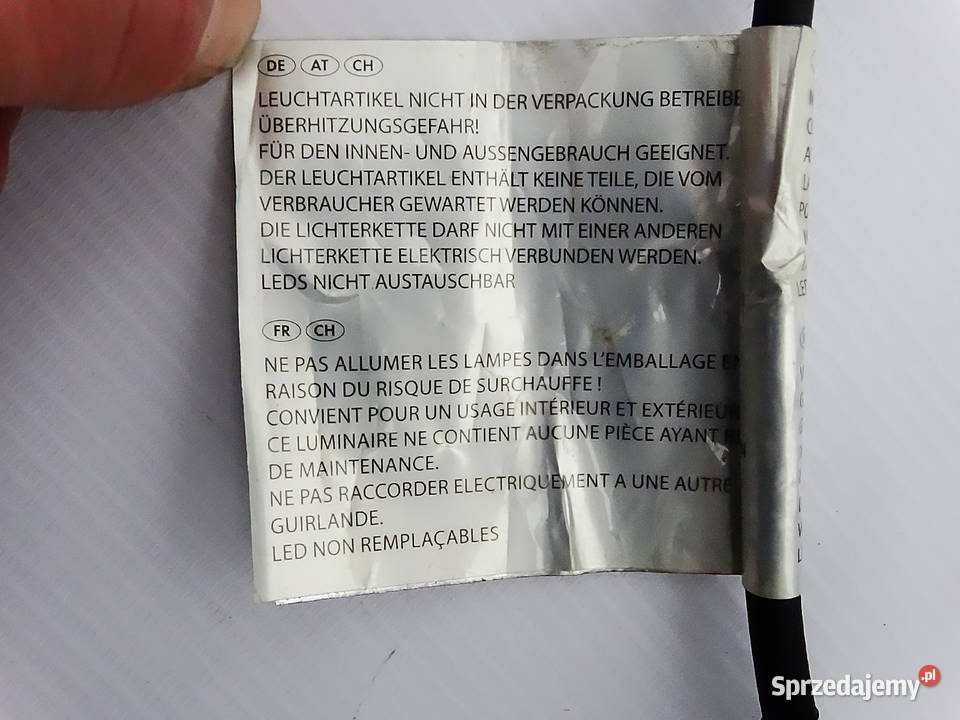 DE AT CH
LEUCHTARTIKEL NICHT IN DER VERPACKUNG BETREIBE
ÜBERHITZUNGSGEFAHR!
FÜR DEN INNEN- UND AUSSENGEBRAUCH GEEIGNET.
DER LEUCHTARTIKEL ENTHÄLT KEINE TEILE, DIE VOM
VERBRAUCHER GEWARTET WERDEN KÖNNEN.
DIE LICHTERKETTE DARF NICHT MIT EINER ANDEREN
LICHTERKETTE ELEKTRISCH VERBUNDEN WERDEN.
LEDS NICHT AUSTAUSCHBAR
FR CH
NE PAS ALLUMER LES LAMPES DANS L'EMBALLAGE EN
RAISON DU RISQUE DE SURCHAUFFE !
CONVIENT POUR UN USAGE INTÉRIEUR ET EXTÉRIEUR
CE LUMINAIRE NE CONTIENT AUCUNE PIÈCE AYANT
DE MAINTENANCE.
NE PAS RACCORDER ELECTRIQUEMENT A UNE AUTRE
GUIRLANDE.
LED NON REMPLAÇABLES
Sprzedajemy.pl